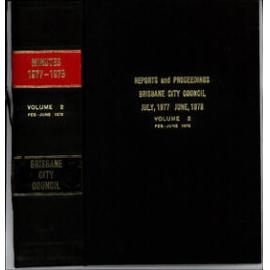 MINUTES
1977-1978
VOLUME 2
FEB.-JUNE 1978
BRISBANE
CITY
COUNCIL
REPORTS and PROCEEDINGS
BRISBANE CITY COUNCIL
JULY, 1977 JUNE, 1978
VOLUME 2
FEB.-JUNE 1978